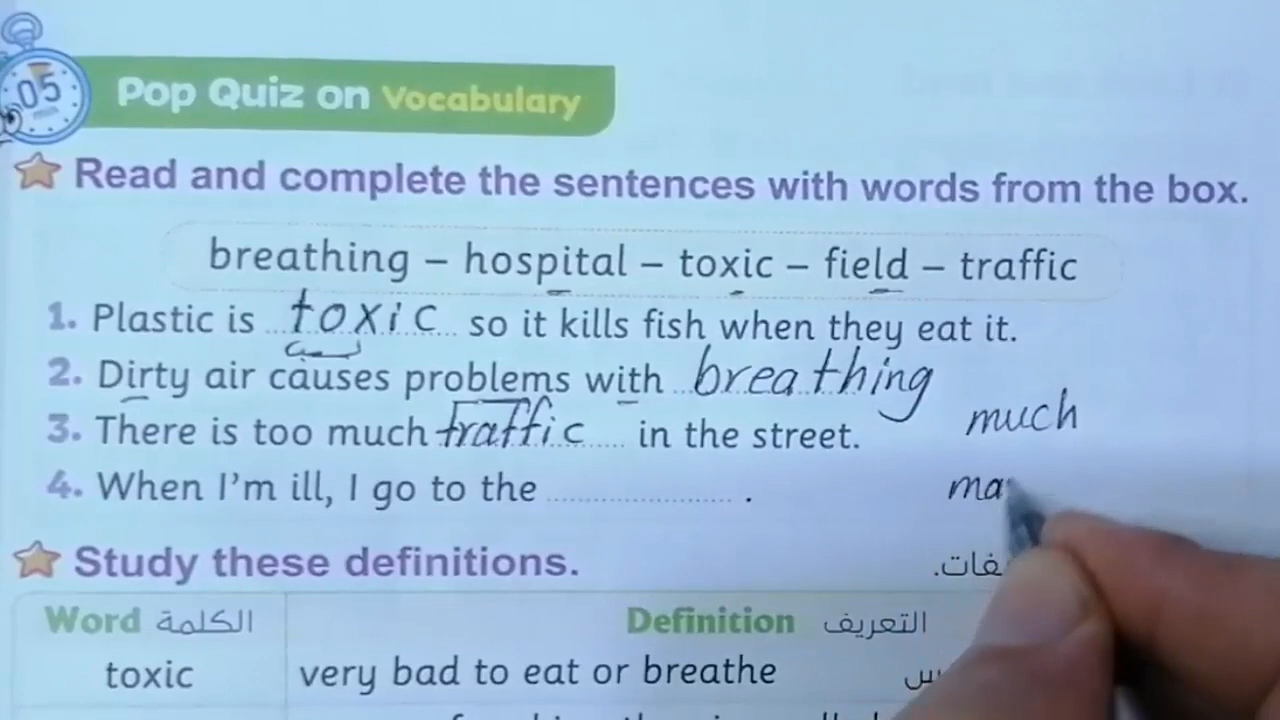 05
Pop Quiz on Vocabulary
Read and complete the sentences with words from the box.
breathing – hospital – toxic – field – traffic
1. Plastic is toxic so it kills fish when they eat it.
2. Dirty air causes problems with breathing
3. There is too much traffic in the street.
much
4. When I'm ill, I go to the .................... .
ma
Study these definitions.
Word الكلمة
Definition التعريف
toxic
very bad to eat or breathe